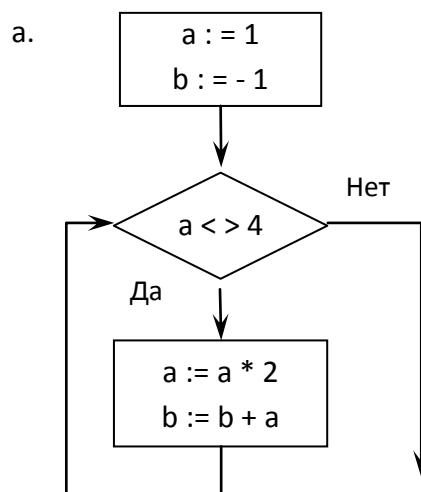 а.
a : = 1
b : = - 1
Нет
a < > 4
Да
a := a * 2
b := b + a